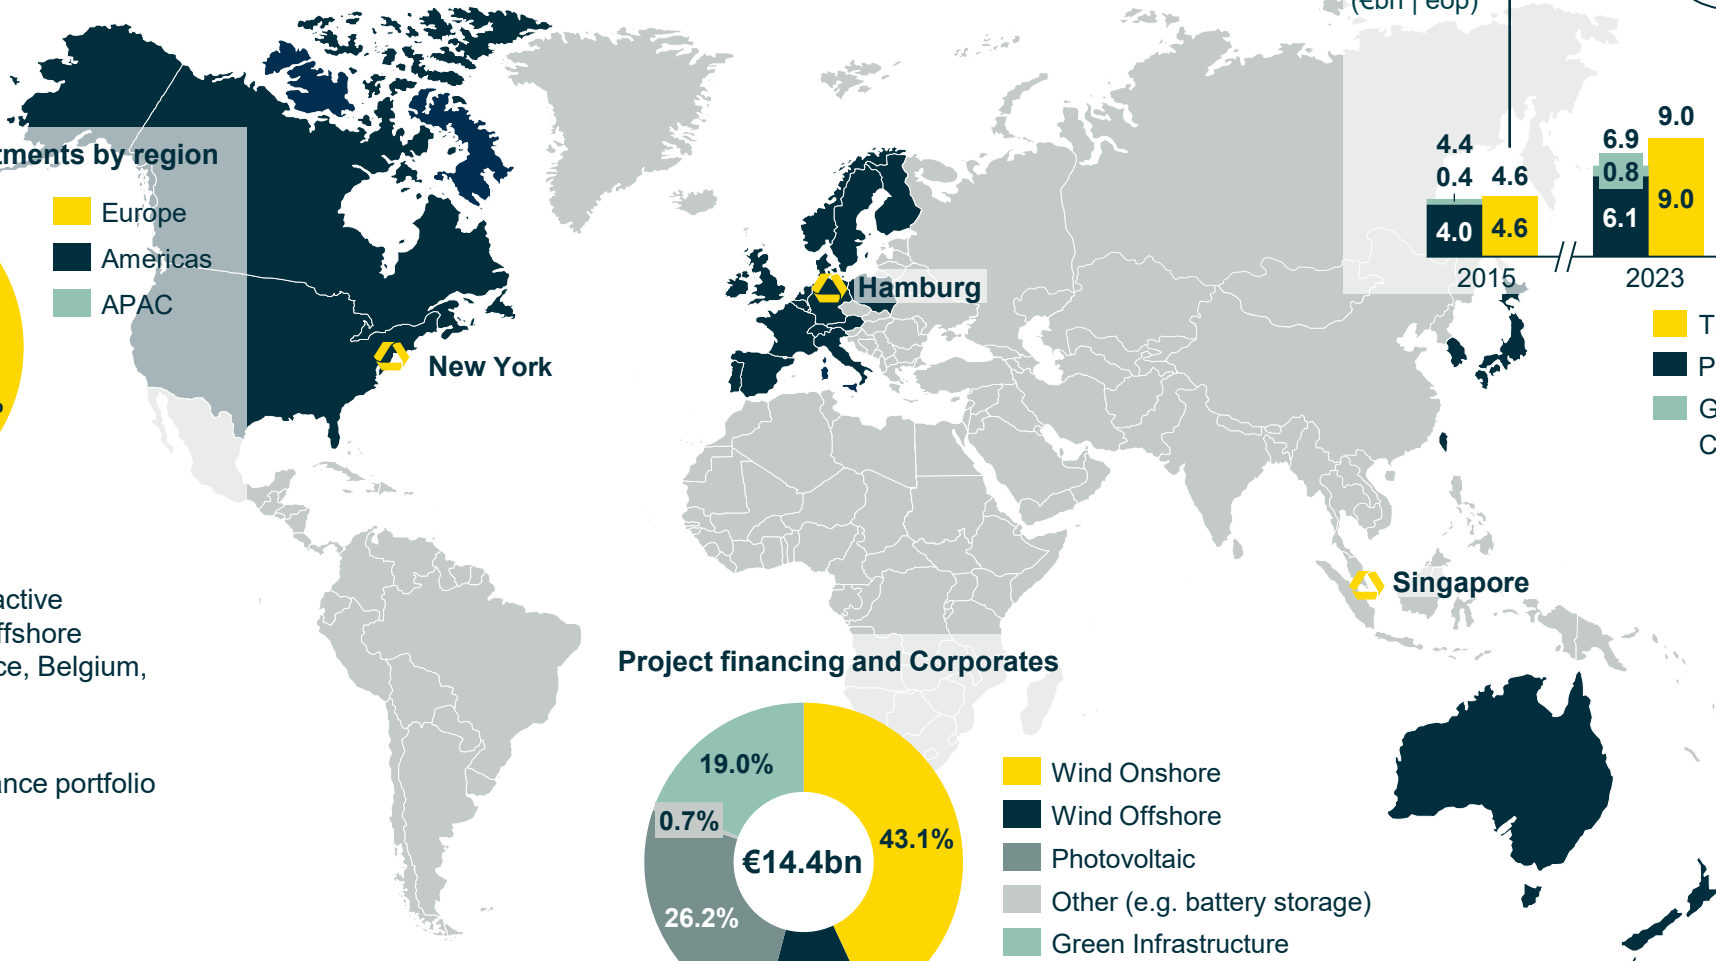 (€bn | eop)
tments by region
Europe
Americas
APAC
New York
Hamburg
Singapore
4.4
0.4
4.0
4.6
4.6
2015
6.9
0.8
6.1
9.0
9.0
2023
T
P
G
C
active
ffshore
ce, Belgium,
ance portfolio
Project financing and Corporates
19.0%
0.7%
26.2%
43.1%
€14.4bn
Wind Onshore
Wind Offshore
Photovoltaic
Other (e.g. battery storage)
Green Infrastructure